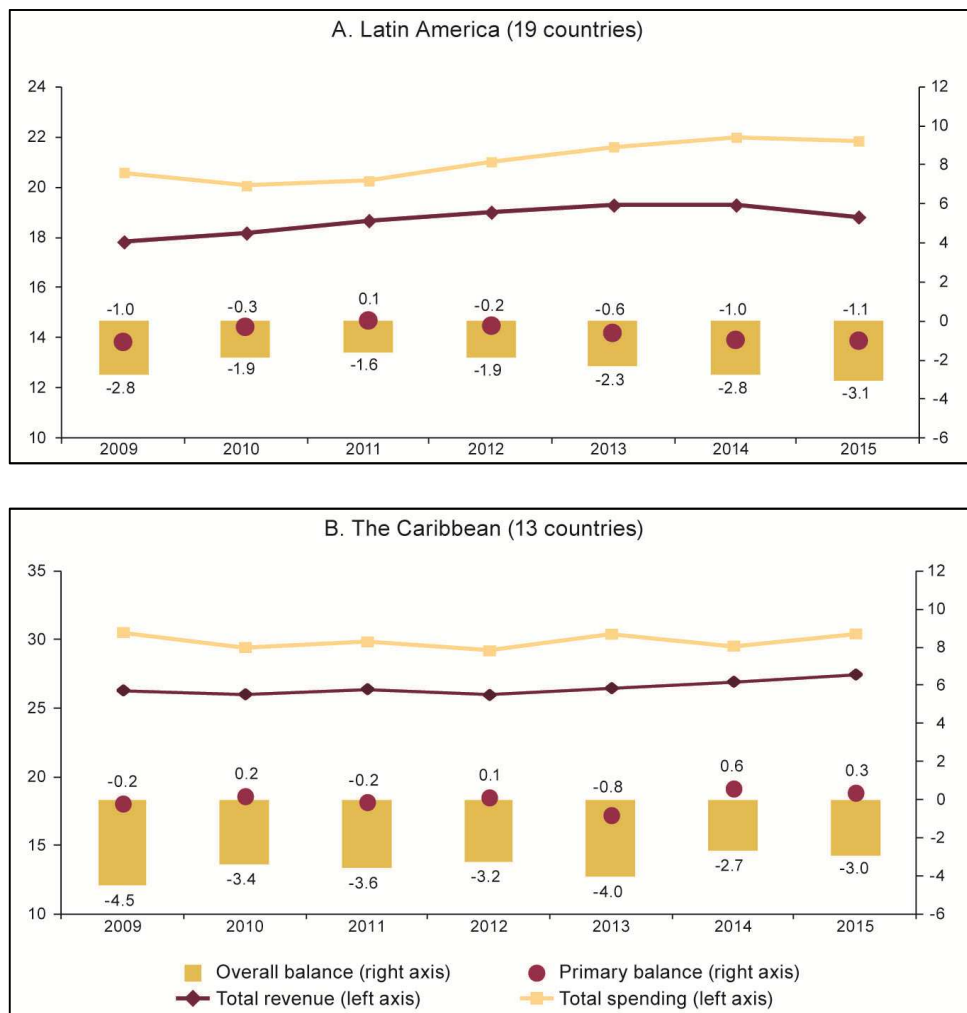 A. Latin America (19 countries)
24 12
22 10
20 8
18 6
16 4
14 2
12 0
10 -2
-4
-6
-1.0 -0.3 0.1 -0.2 -0.6 -1.0 -1.1
-2.8 -1.9 -1.6 -1.9 -2.3 -2.8 -3.1
2009 2010 2011 2012 2013 2014 2015
B. The Caribbean (13 countries)
35 12
30 10
25 8
20 6
15 4
10 2
0
-2
-4
-6
-0.2 0.2 -0.2 0.1 -0.8 0.6 0.3
-4.5 -3.4 -3.6 -3.2 -4.0 -2.7 -3.0
2009 2010 2011 2012 2013 2014 2015
Overall balance (right axis) Primary balance (right axis)
Total revenue (left axis) Total spending (left axis)